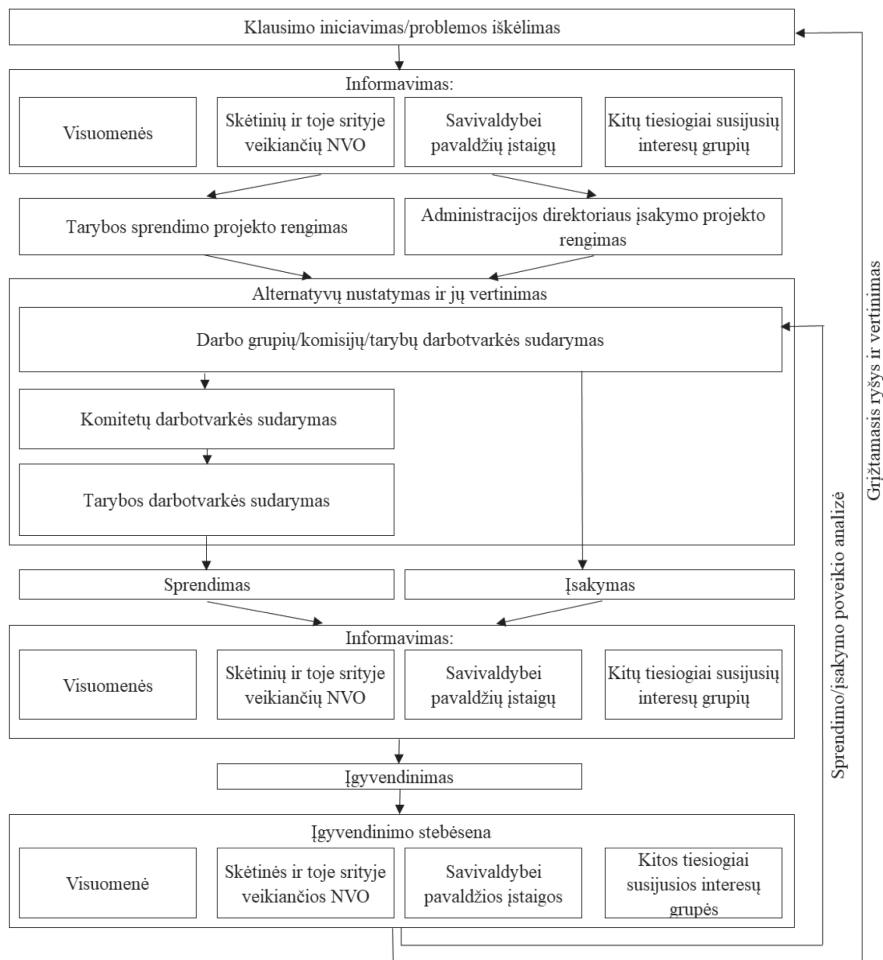 Klausimo iniciavimas/problemos iškėlimas
Informavimas:
Visuomenės
Skėtinių ir toje srityje
veikiančių NVO
Savivaldybei
pavaldžių įstaigų
Kitų tiesiogiai susijusių
interesų grupių
Tarybos sprendimo projekto rengimas
Administracijos direktoriaus įsakymo projekto
rengimas
Alternatyvų nustatymas ir jų vertinimas
Darbo grupių/komisijų/tarybų darbotvarkės sudarymas
Komitetų darbotvarkės sudarymas
Tarybos darbotvarkės sudarymas
Sprendimas
Įsakymas
Informavimas:
Visuomenės
Skėtinių ir toje srityje
veikiančių NVO
Savivaldybei
pavaldžių įstaigų
Kitų tiesiogiai susijusių
interesų grupių
Įgyvendinimas
Įgyvendinimo stebėsena
Visuomenė
Skėtinės ir toje srityje
veikiančios NVO
Savivaldybei
pavaldžios įstaigos
Kitos tiesiogiai
susijusios interesų
grupės
Sprendimo/įsakymo poveikio analizė
Grįžtamasis ryšys ir vertinimas